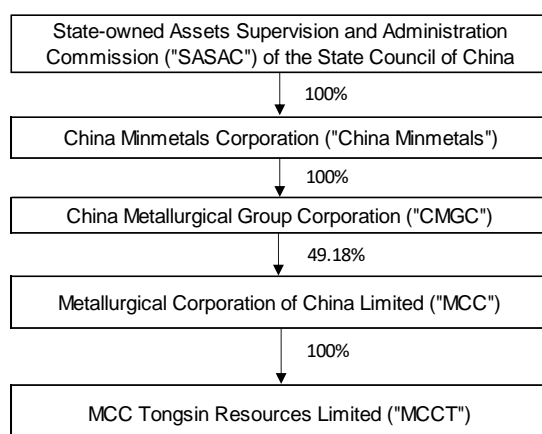 State-owned Assets Supervision and Administration
Commission ("SASAC") of the State Council of China
100%
China Minmetals Corporation ("China Minmetals")
100%
China Metallurgical Group Corporation ("CMGC")
49.18%
Metallurgical Corporation of China Limited ("MCC")
100%
MCC Tongsin Resources Limited ("MCCT")